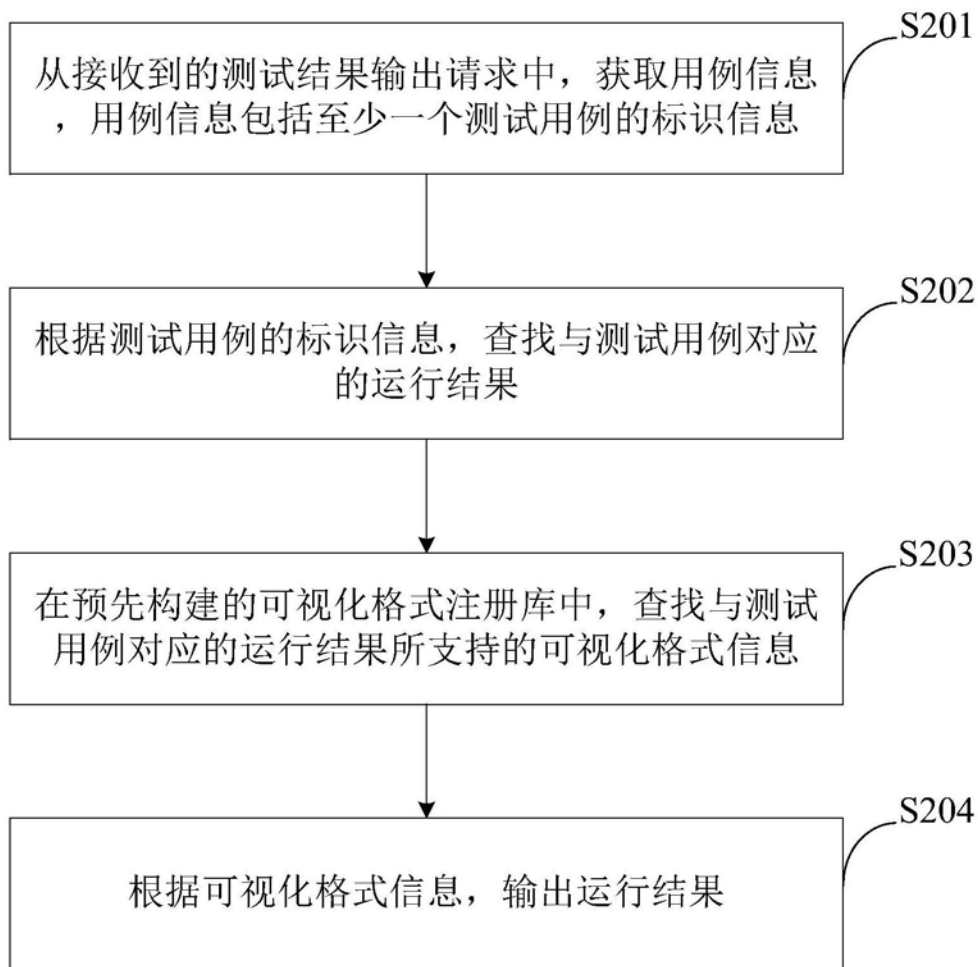 S201
从接收到的测试结果输出请求中，获取用例信息
，用例信息包括至少一个测试用例的标识信息
S202
根据测试用例的标识信息，查找与测试用例对应
的运行结果
S203
在预先构建的可视化格式注册库中，查找与测试
用例对应的运行结果所支持的可视化格式信息
S204
根据可视化格式信息，输出运行结果